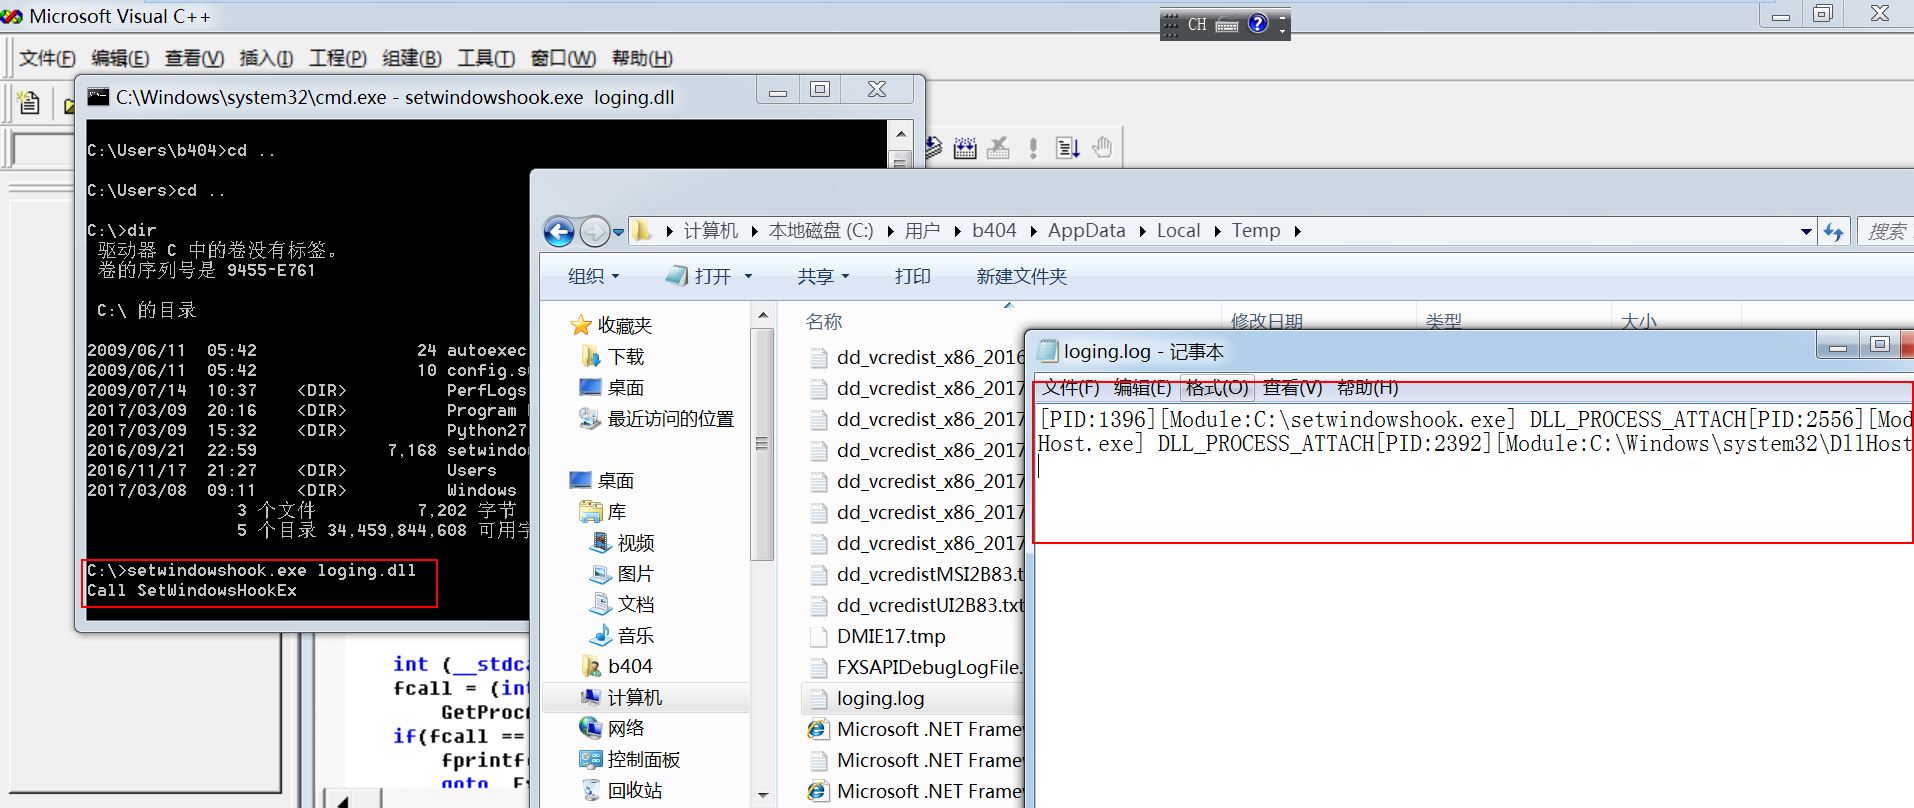 Microsoft Visual C++
CH
文件(F) 编辑(E) 查看(V) 插入(I) 工程(P) 组建(B) 工具(T) 窗口(W) 帮助(H)
C:\Windows\system32\cmd.exe - setwindowshook.exe loging.dll
C:\Users\b404>cd ..
C:\Users>cd ..
C:\>dir
驱动器 C 中的卷没有标签。
卷的序列号是 9455-E761
C:\ 的目录
2009/06/11 05:42 24 autoexec
2009/06/11 05:42 10 config.s
2009/07/14 10:37 <DIR> PerfLogs
2017/03/09 20:16 <DIR> Program
2017/03/09 15:32 <DIR> Python27
2016/09/21 22:59 7,168 setwindo
2016/11/17 21:27 <DIR> Users
2017/03/08 09:11 <DIR> Windows
3 个文件 7,202 字节
5 个目录 34,459,844,608 可用字
C:\>setwindowshook.exe loging.dll
Call SetWindowsHookEx
int (__stdc
fcall = (int
GetProc
if(fcall ==
fprintf
goto
计算机 本地磁盘 (C:) 用户 b404 AppData Local Temp
搜索
组织 打开 共享 打印 新建文件夹
收藏夹
下载
桌面
最近访问的位置
桌面
库
视频
图片
文档
音乐
b404
计算机
网络
控制面板
回收站
名称 修改日期 类型 大小
dd_vcredist_x86_2016
dd_vcredist_x86_2017
dd_vcredist_x86_2017
dd_vcredist_x86_2017
dd_vcredist_x86_2017
dd_vcredist_x86_2017
dd_vcredist_x86_2017
dd_vcredistMSI2B83.t
dd_vcredistUI2B83.txt
DMIE17.tmp
FXSAPIDebugLogFile.
loging.log
Microsoft .NET Frame
Microsoft .NET Frame
Microsoft .NET Frame
loging.log - 记事本
文件(F) 编辑(E) 格式(O) 查看(V) 帮助(H)
[PID:1396][Module:C:\setwindowshook.exe] DLL_PROCESS_ATTACH[PID:2556][Mod
Host.exe] DLL_PROCESS_ATTACH[PID:2392][Module:C:\Windows\system32\DllHost